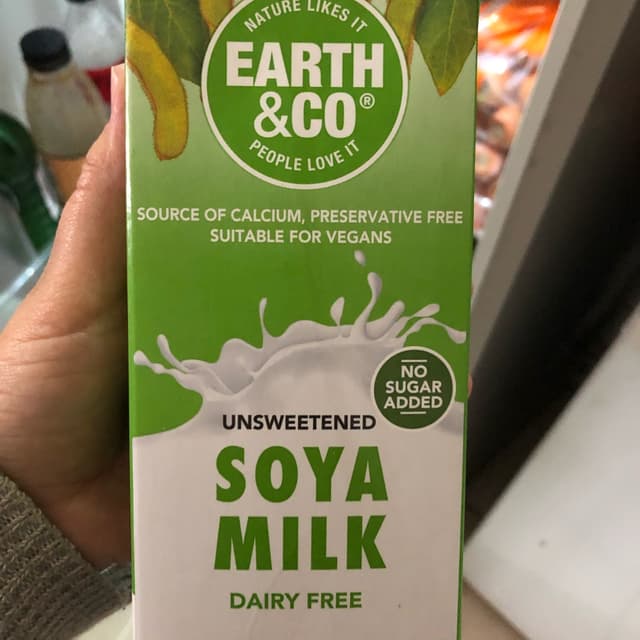 NATURE LIKES IT
EARTH
&CO®
PEOPLE LOVE IT
SOURCE OF CALCIUM, PRESERVATIVE FREE
SUITABLE FOR VEGANS
NO
SUGAR
ADDED
UNSWEETENED
SOYA
MILK
DAIRY FREE